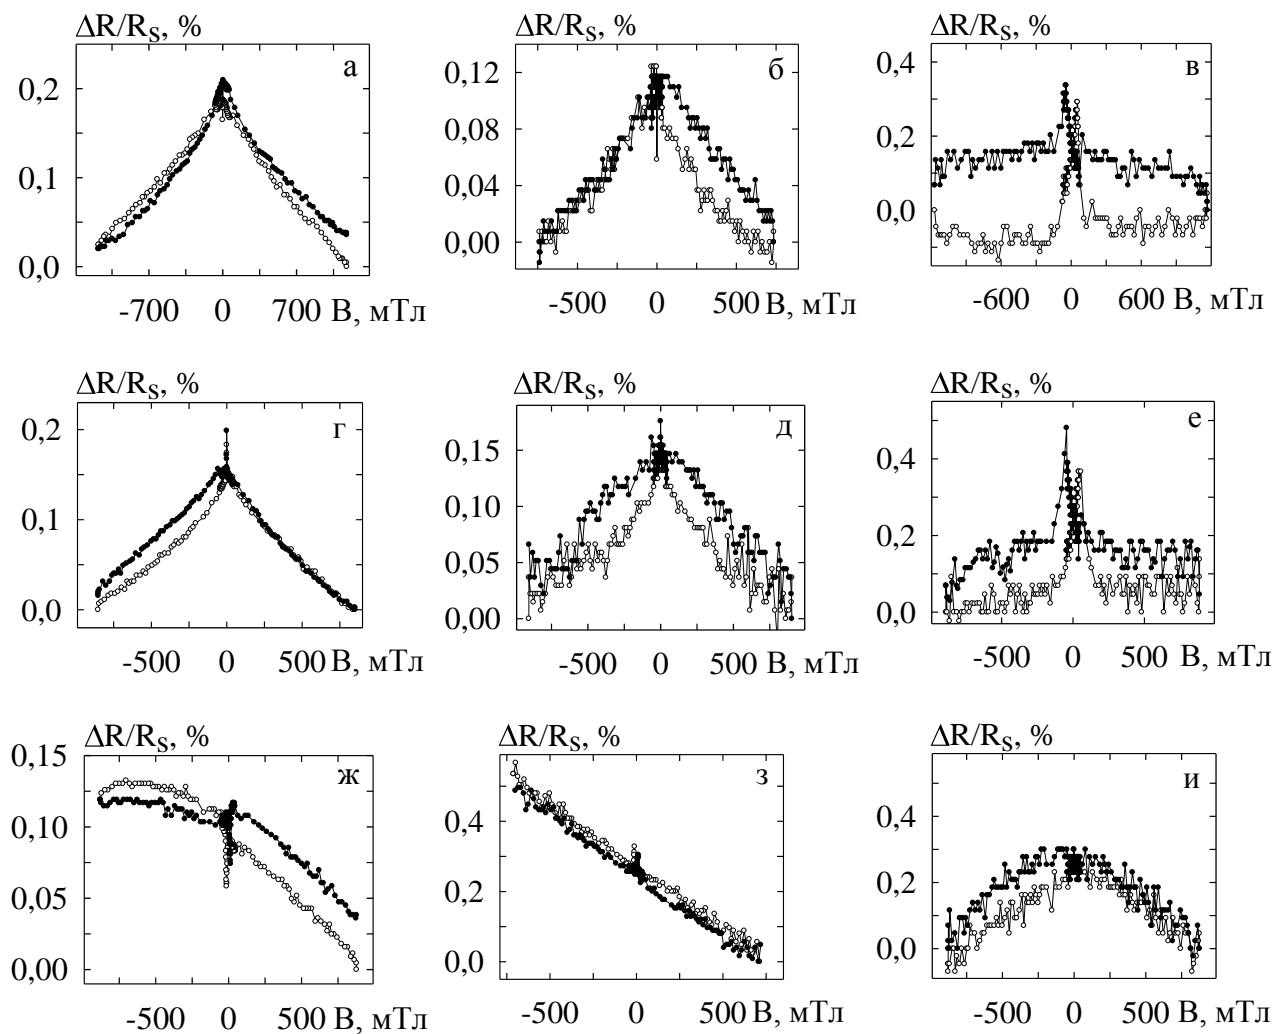 ΔR/R_S, %
ΔR/R_S, %
ΔR/R_S, %
а
б
в
0,2
0,1
0,0
0,12
0,08
0,04
0,00
0,4
0,2
0,0
-700 0 700 B, мТл
-500 0 500 B, мТл
-600 0 600 B, мТл
ΔR/R_S, %
ΔR/R_S, %
ΔR/R_S, %
г
д
е
0,2
0,1
0,0
0,15
0,10
0,05
0,00
0,4
0,2
0,0
-500 0 500 B, мТл
-500 0 500 B, мТл
-500 0 500 B, мТл
ΔR/R_S, %
ΔR/R_S, %
ΔR/R_S, %
ж
з
и
0,15
0,10
0,05
0,00
0,4
0,2
0,0
0,4
0,2
0,0
-500 0 500 B, мТл
-500 0 500 B, мТл
-500 0 500 B, мТл